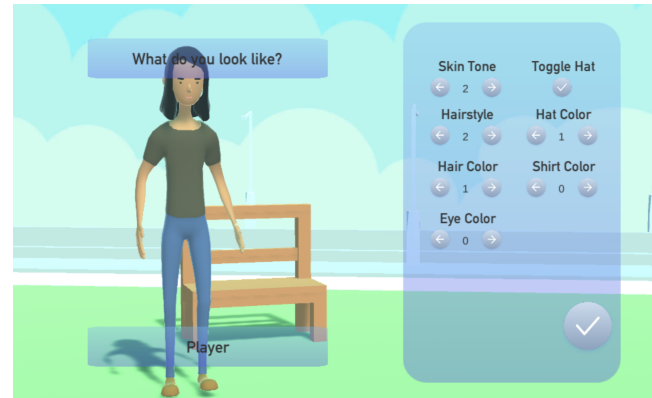 What do you look like?
Skin Tone
2
Toggle Hat
Hairstyle
2
Hat Color
1
Hair Color
1
Shirt Color
0
Eye Color
0
Player